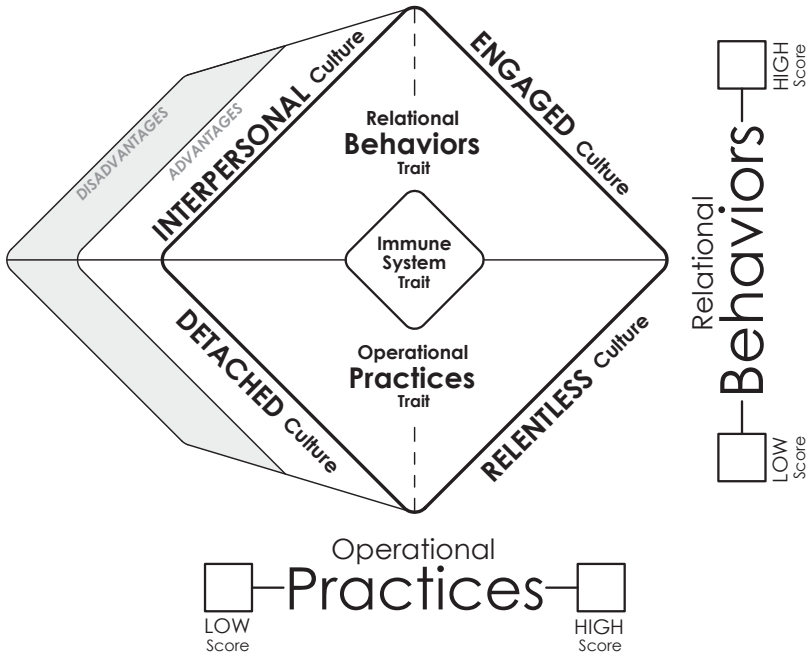 INTERPERSONAL Culture
ENGAGED Culture
DISADVANTAGES
ADVANTAGES
Relational
Behaviors
Trait
Immune
System
Trait
Operational
Practices
Trait
DETACHED Culture
RELENTLESS Culture
HIGH
Score
Relational
Behaviors
LOW
Score
Operational
Practices
LOW
Score
HIGH
Score